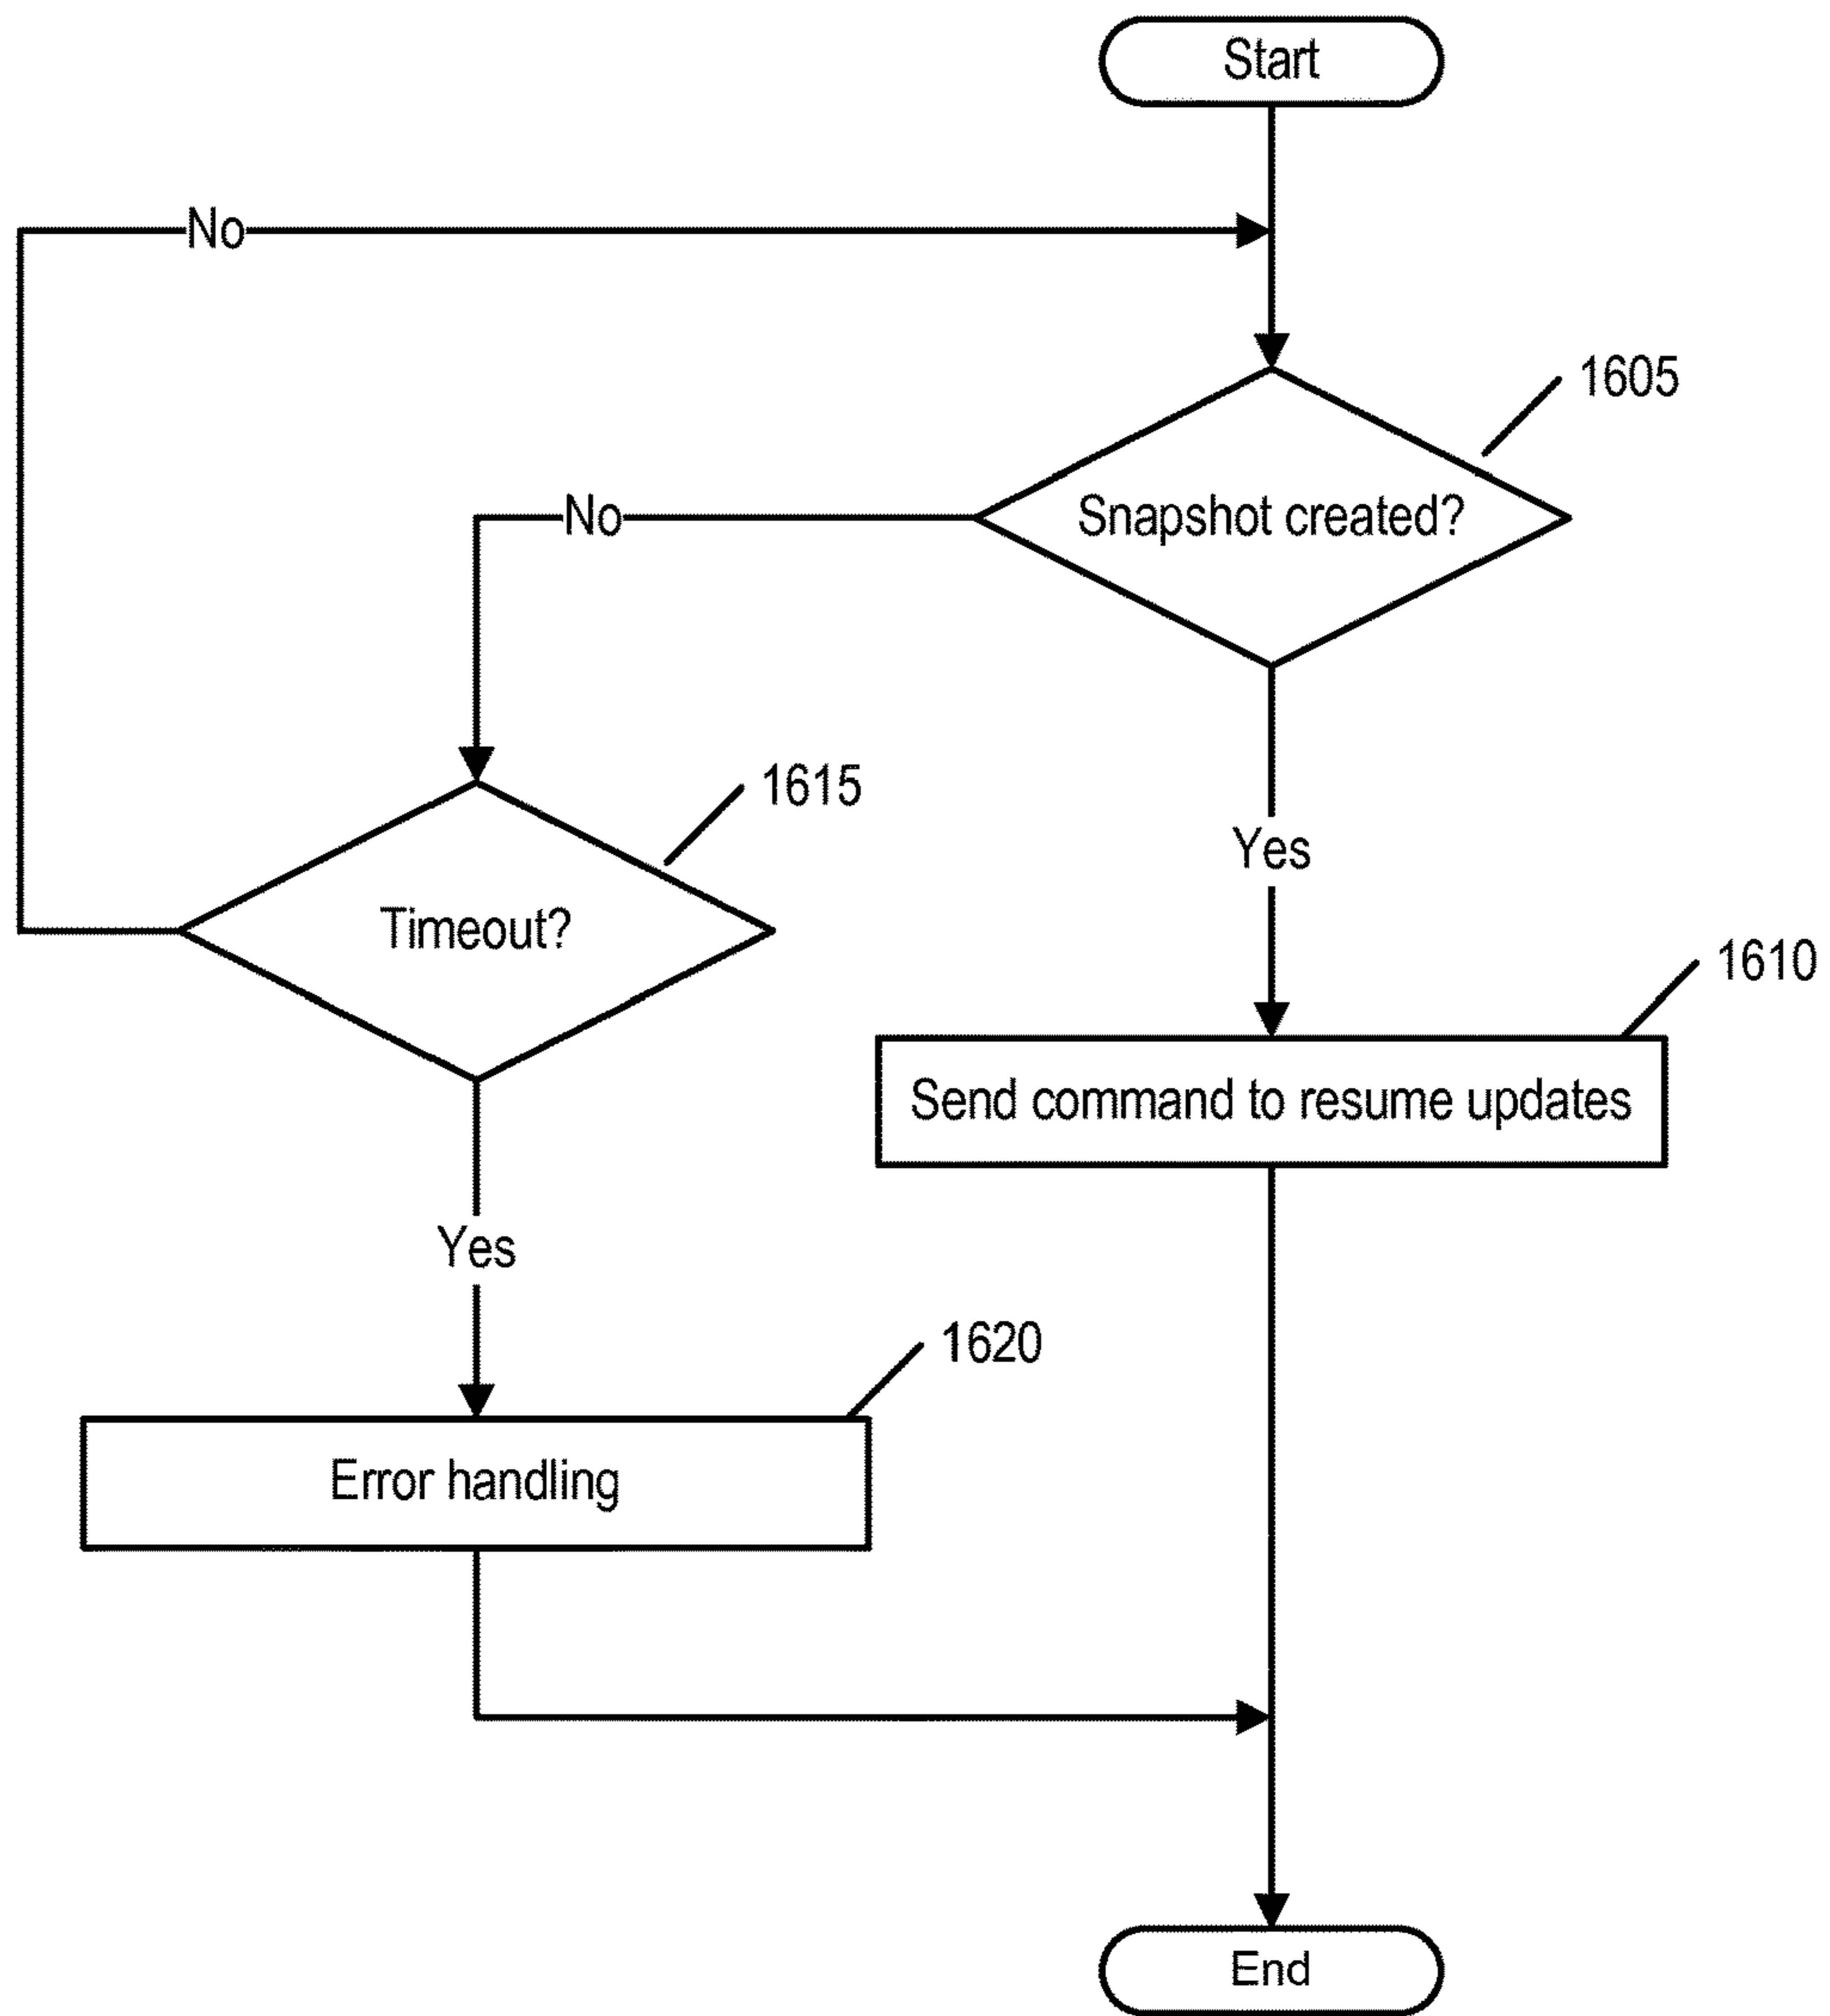 Start
No
1605
No
Snapshot created?
1615
Yes
Timeout?
1610
Send command to resume updates
Yes
1620
Error handling
End